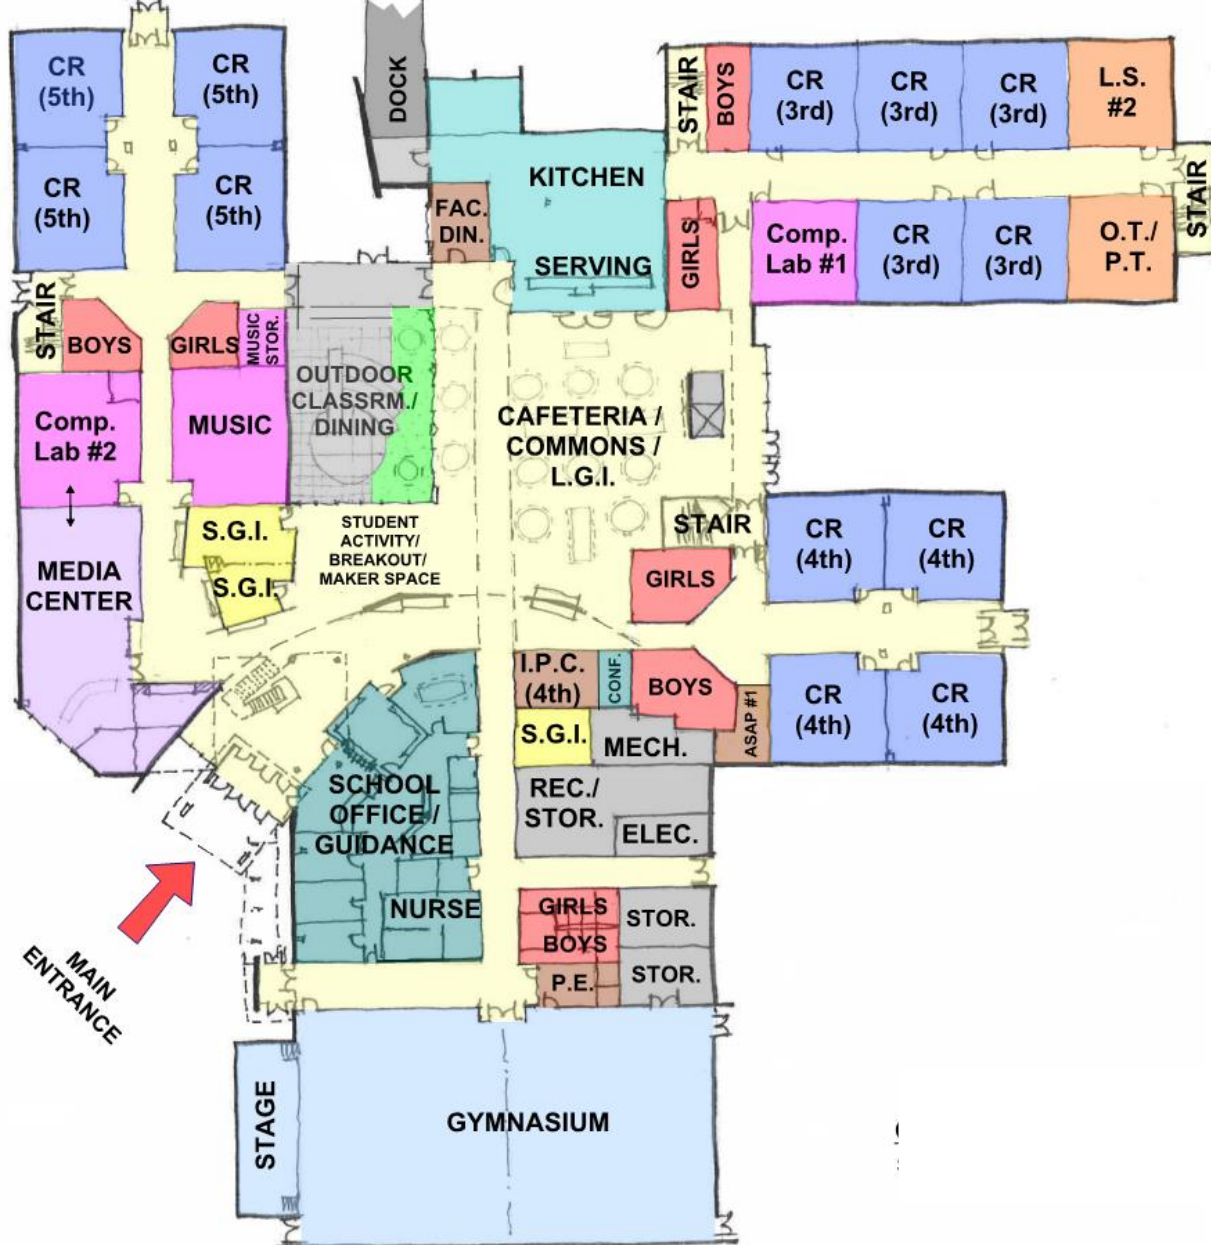 CR
(5th)
CR
(5th)
CR
(5th)
CR
(5th)
DOCK
KITCHEN
FAC.
DIN.
SERVING
STAIR
BOYS
CR
(3rd)
CR
(3rd)
CR
(3rd)
L.S.
#2
STAIR
GIRLS
Comp.
Lab #1
CR
(3rd)
CR
(3rd)
O.T./
P.T.
STAIR
BOYS
GIRLS
MUSIC
STOR.
Comp.
Lab #2
MUSIC
OUTDOOR
CLASSRM./
DINING
CAFETERIA /
COMMONS /
L.G.I.
MEDIA
CENTER
S.G.I.
S.G.I.
STUDENT
ACTIVITY/
BREAKOUT/
MAKER SPACE
STAIR
GIRLS
CR
(4th)
CR
(4th)
I.P.C.
(4th)
CONF.
BOYS
ASAP #1
CR
(4th)
CR
(4th)
S.G.I.
MECH.
SCHOOL
OFFICE /
GUIDANCE
REC./
STOR.
ELEC.
NURSE
GIRLS
BOYS
STOR.
P.E.
STOR.
MAIN
ENTRANCE
STAGE
GYMNASIUM